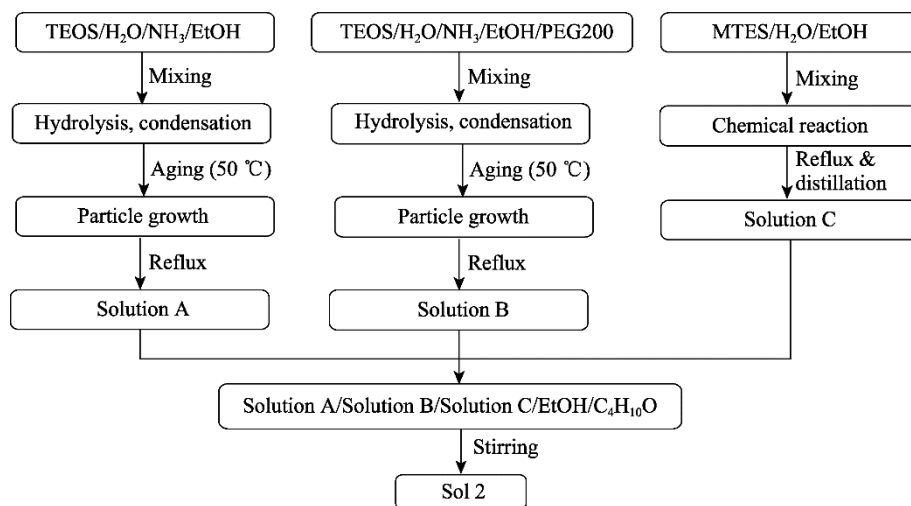 TEOS/H₂O/NH₃/EtOH
Mixing
Hydrolysis, condensation
Aging (50 ℃)
Particle growth
Reflux
Solution A
TEOS/H₂O/NH₃/EtOH/PEG200
Mixing
Hydrolysis, condensation
Aging (50 ℃)
Particle growth
Reflux
Solution B
MTES/H₂O/EtOH
Mixing
Chemical reaction
Reflux &
distillation
Solution C
Solution A/Solution B/Solution C/EtOH/C₄H₁₀O
Stirring
Sol 2